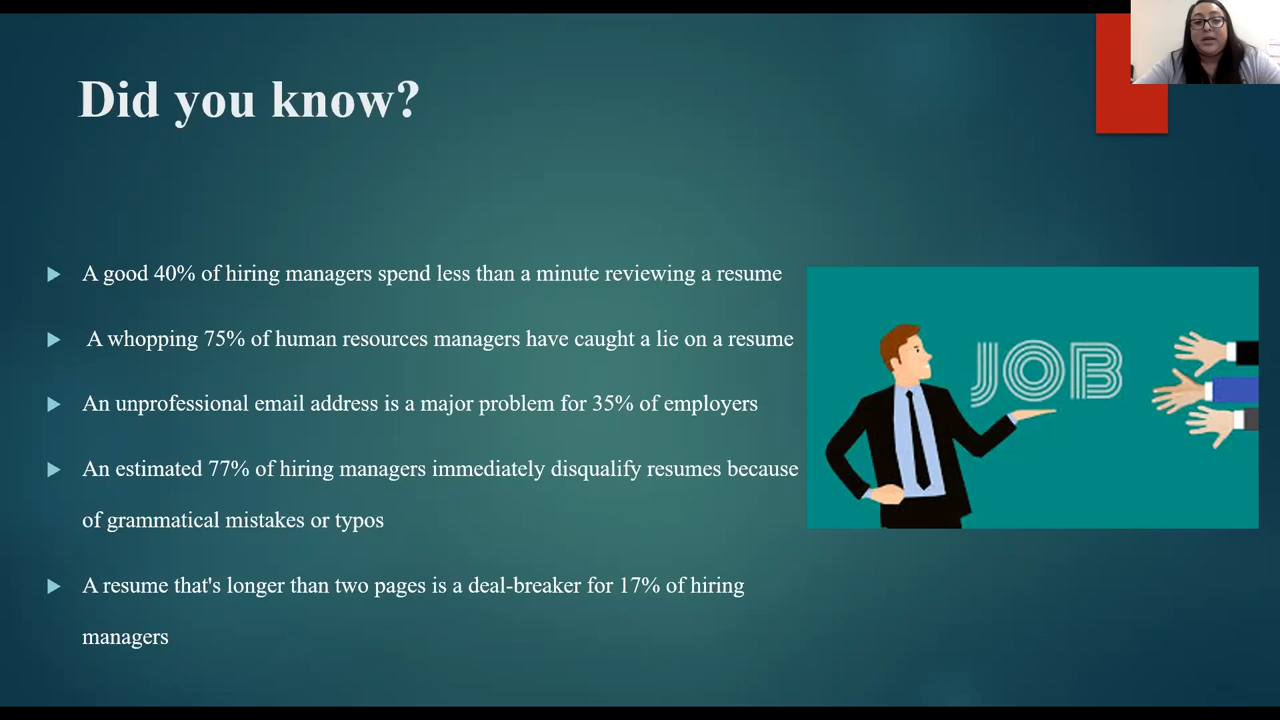 Did you know?
A good 40% of hiring managers spend less than a minute reviewing a resume
A whopping 75% of human resources managers have caught a lie on a resume
An unprofessional email address is a major problem for 35% of employers
An estimated 77% of hiring managers immediately disqualify resumes because
of grammatical mistakes or typos
A resume that's longer than two pages is a deal-breaker for 17% of hiring
managers
JOB